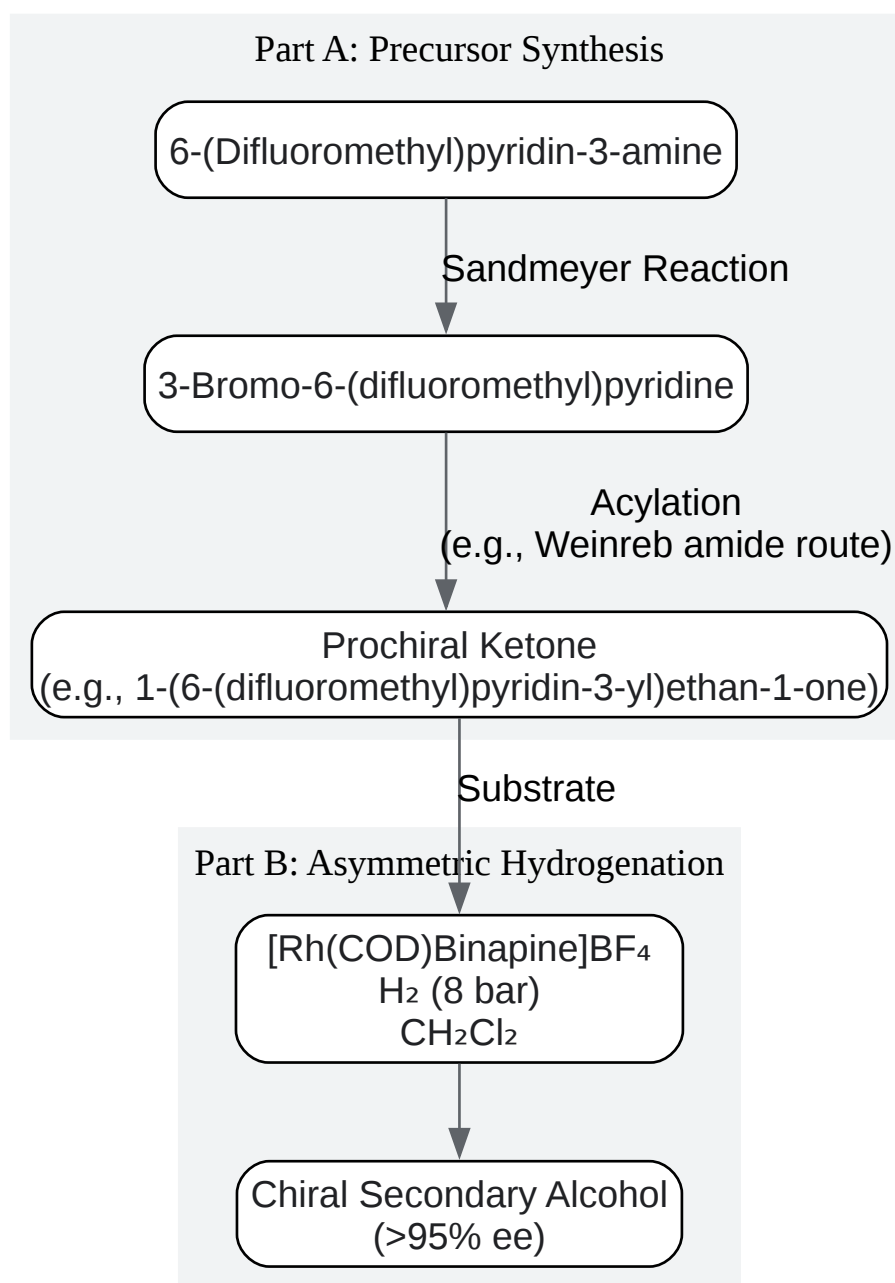 Part A: Precursor Synthesis
6-(Difluoromethyl)pyridin-3-amine
Sandmeyer Reaction
3-Bromo-6-(difluoromethyl)pyridine
Acylation
(e.g., Weinreb amide route)
Prochiral Ketone
(e.g., 1-(6-(difluoromethyl)pyridin-3-yl)ethan-1-one)
Substrate
Part B: Asymmetric Hydrogenation
[Rh(COD)Binapine]BF₄
H₂ (8 bar)
CH₂Cl₂
Chiral Secondary Alcohol
(>95% ee)